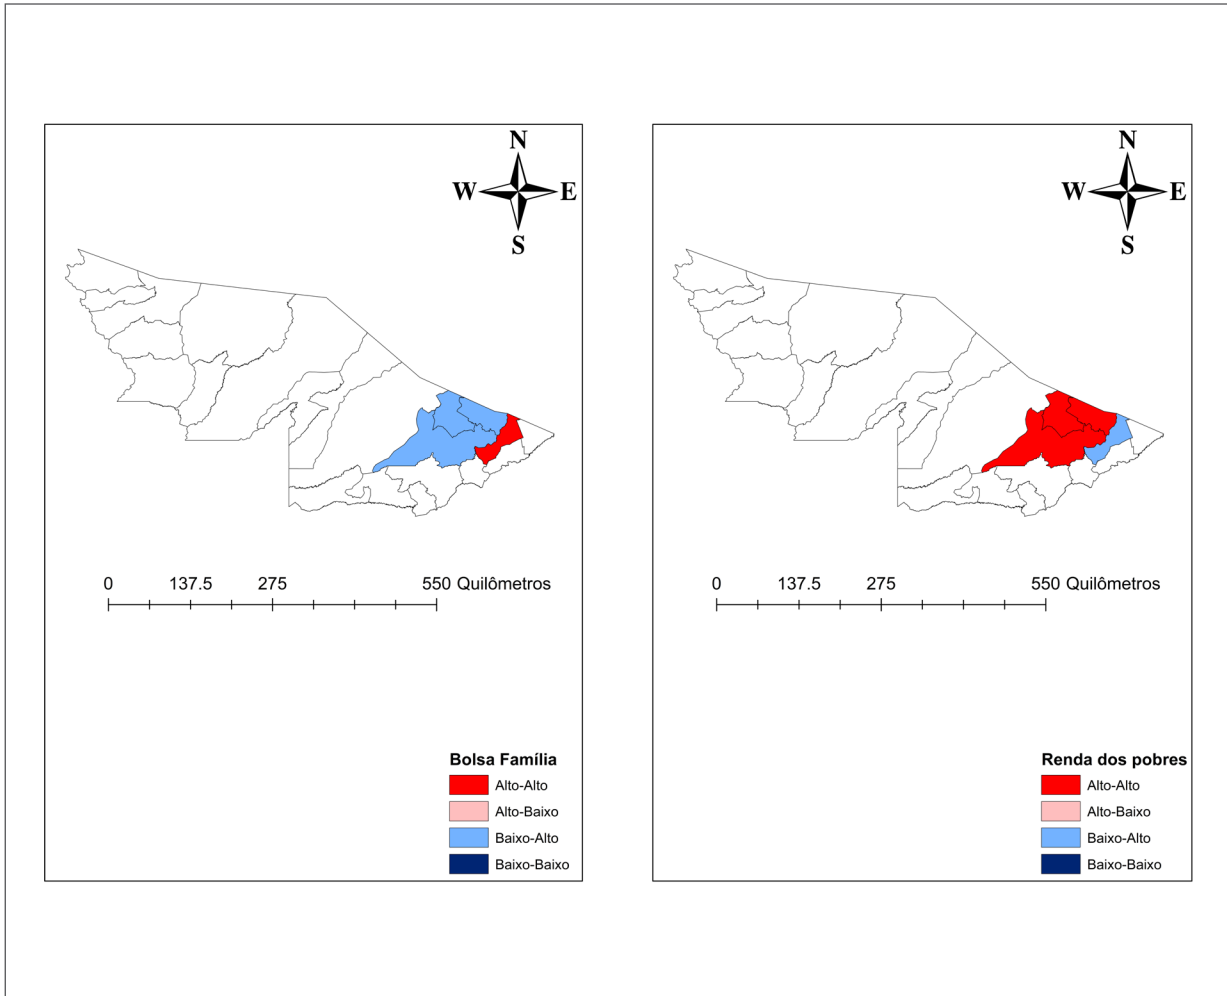 N
W E
S
0 137.5 275 550 Quilômetros
Bolsa Família
Alto-Alto
Alto-Baixo
Baixo-Alto
Baixo-Baixo
N
W E
S
0 137.5 275 550 Quilômetros
Renda dos pobres
Alto-Alto
Alto-Baixo
Baixo-Alto
Baixo-Baixo